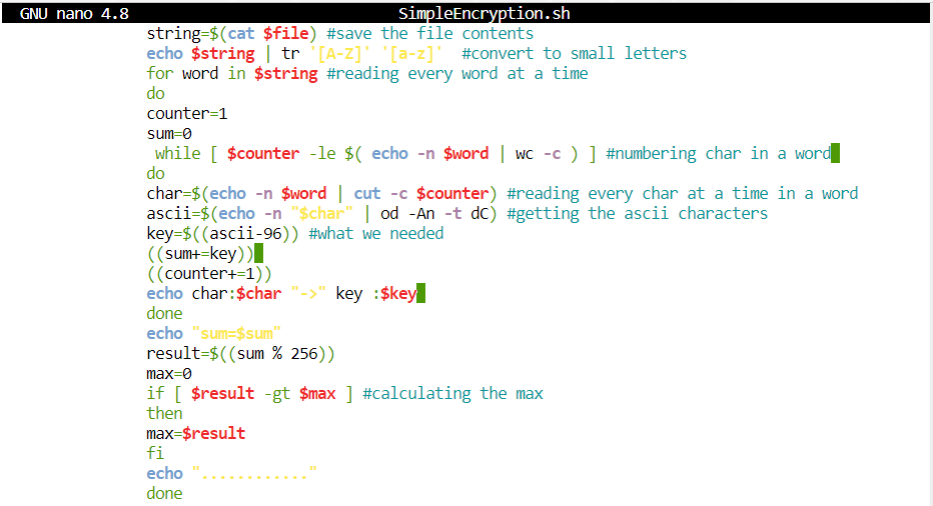 GNU nano 4.8 SimpleEncryption.sh
string=$(cat $file) #save the file contents
echo $string | tr '[A-Z]' '[a-z]' #convert to small letters
for word in $string #reading every word at a time
do
counter=1
sum=0
while [ $counter -le $( echo -n $word | wc -c ) ] #numbering char in a word
do
char=$(echo -n $word | cut -c $counter) #reading every char at a time in a word
ascii=$(echo -n "$char" | od -An -t dC) #getting the ascii characters
key=$((ascii-96)) #what we needed
((sum+=key))
((counter+=1))
echo char:$char "->" key :$key
done
echo "sum=$sum"
result=$((sum % 256))
max=0
if [ $result -gt $max ] #calculating the max
then
max=$result
fi
echo "............"
done